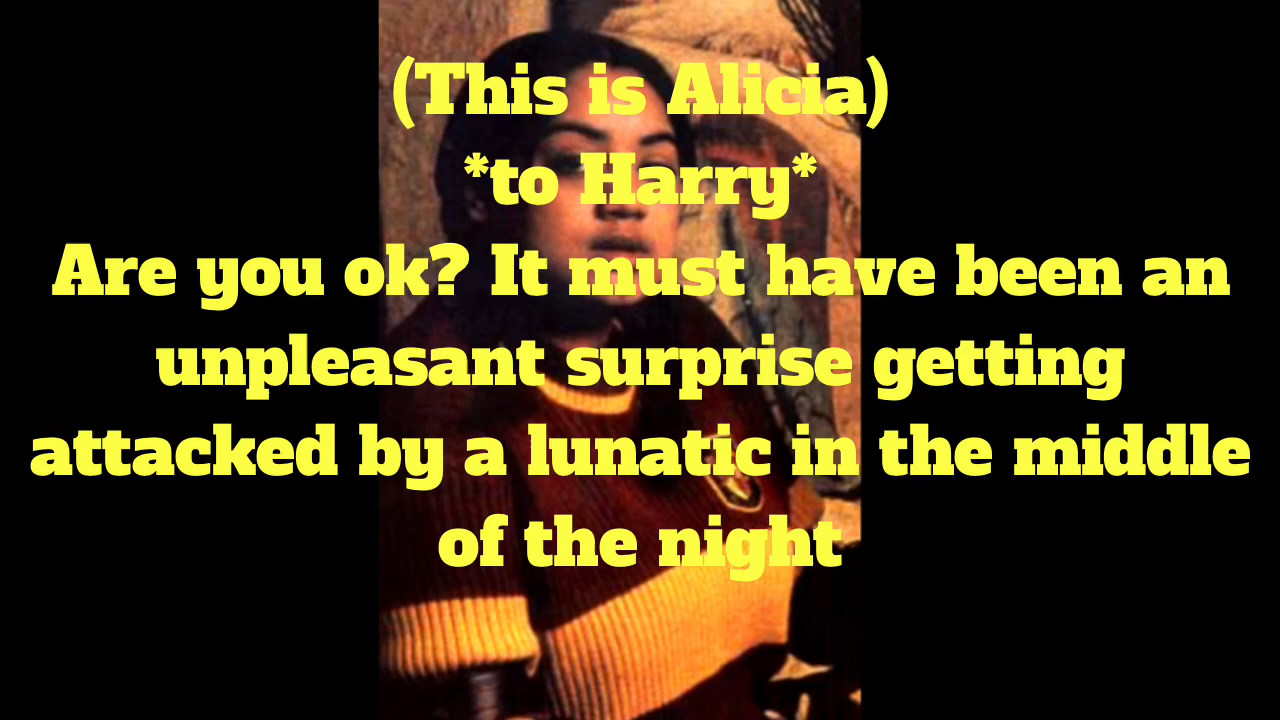 (This is Alicia)
*to Harry*
Are you ok? It must have been an
unpleasant surprise getting
attacked by a lunatic in the middle
of the night